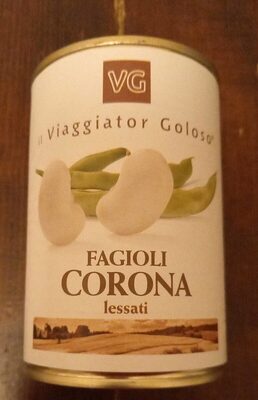 VG
il Viaggiator Goloso®
FAGIOLI
CORONA
lessati